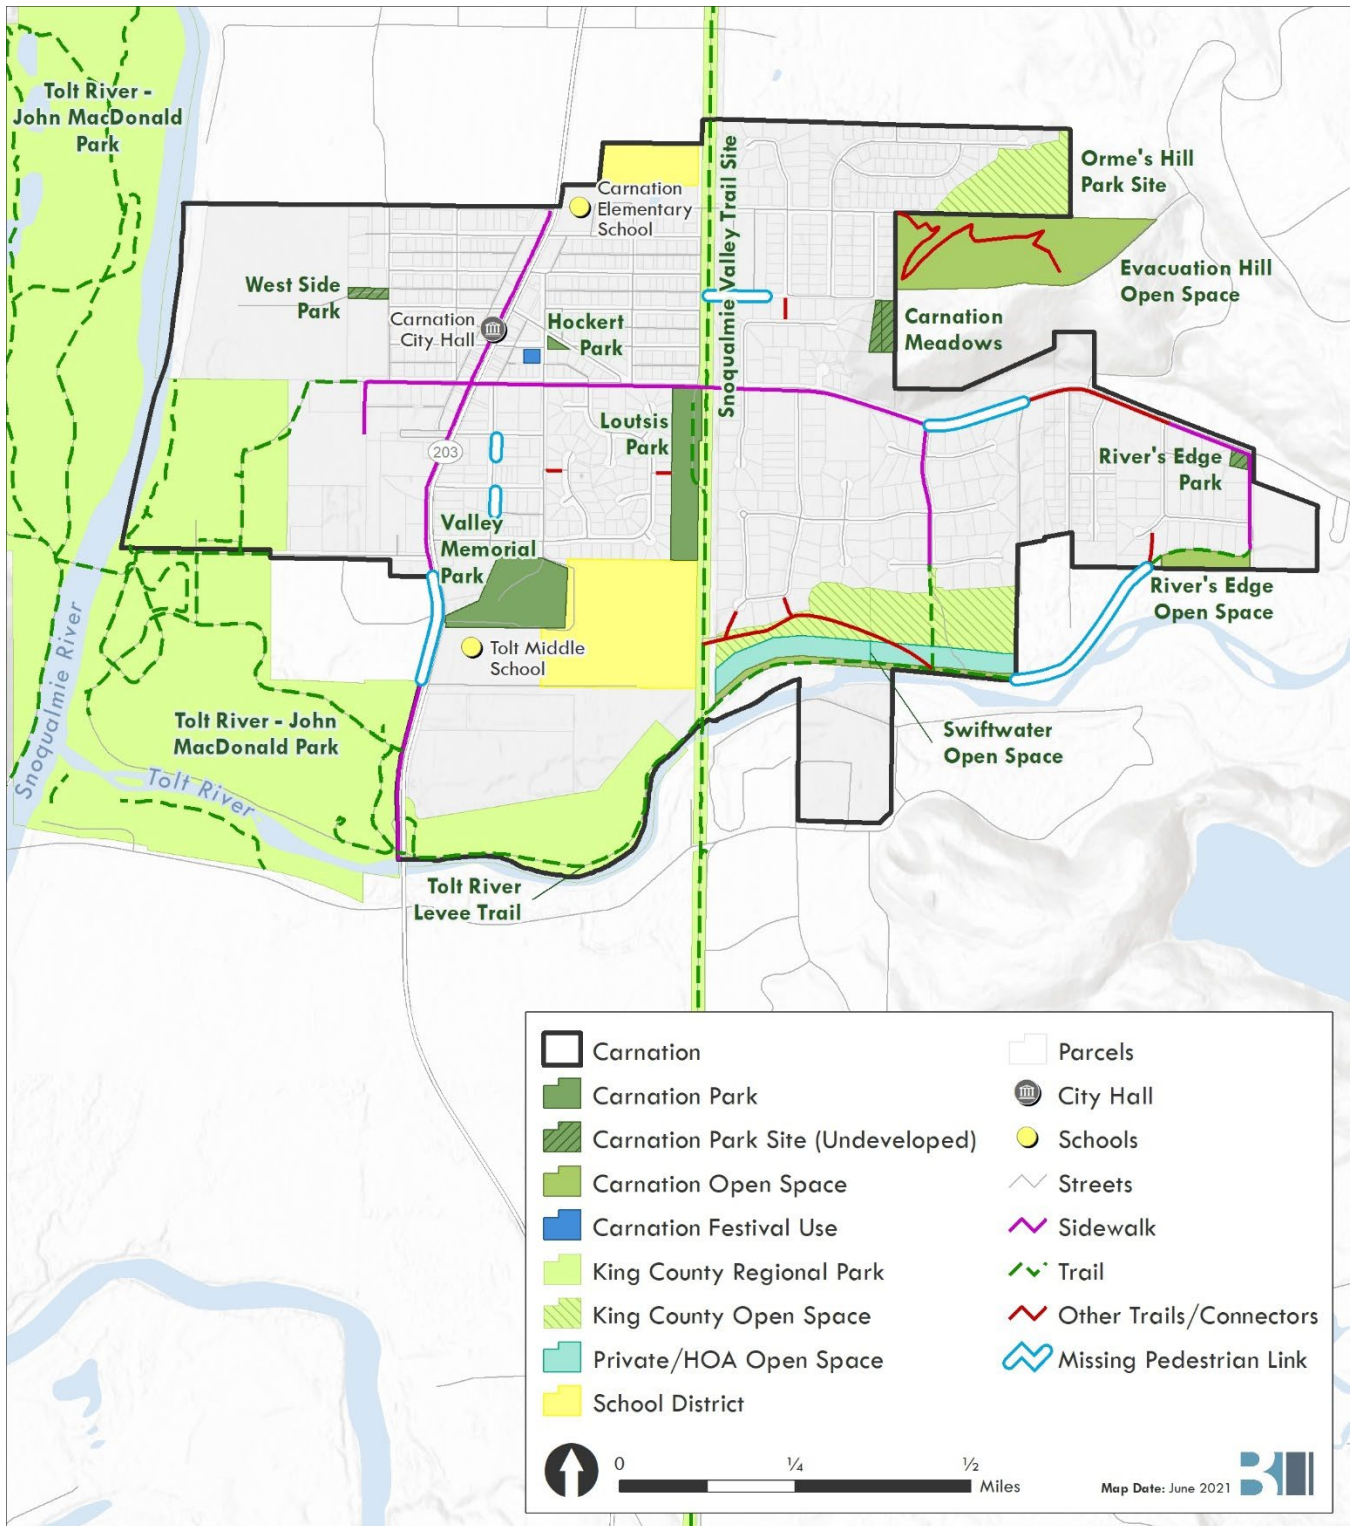 Tolt River -
John MacDonald
Park
Orme's Hill
Park Site
Carnation
Elementary
School
Snoqualmie Valley Trail Site
West Side
Park
Carnation
City Hall
Hockert
Park
Evacuation Hill
Open Space
Carnation
Meadows
Loutsis
Park
203
River's Edge
Park
Valley
Memorial
Park
River's Edge
Open Space
Tolt Middle
School
Snoqualmie River
Tolt River - John
MacDonald Park
Tolt River
Swiftwater
Open Space
Tolt River
Levee Trail
Carnation
Carnation Park
Carnation Park Site (Undeveloped)
Carnation Open Space
Carnation Festival Use
King County Regional Park
King County Open Space
Private/HOA Open Space
School District
Parcels
City Hall
Schools
Streets
Sidewalk
Trail
Other Trails/Connectors
Missing Pedestrian Link
0 ¼ ½
Miles
Map Date: June 2021